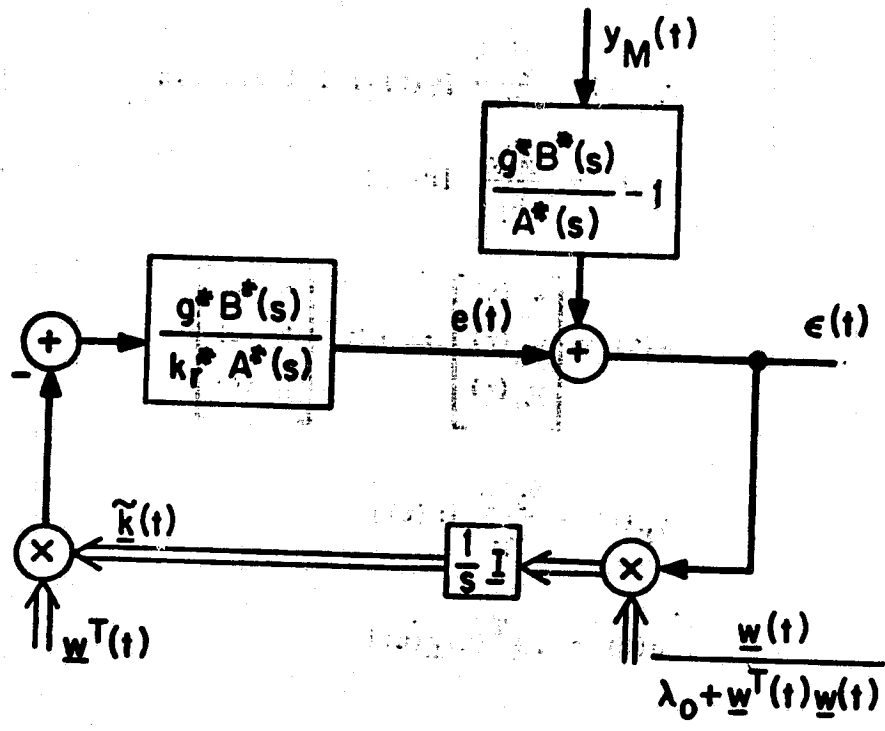 y_M(t)
g*B*(s)
A*(s)
- 1
g*B*(s)
k_r* A*(s)
+
-
e(t)
+
ϵ(t)
k̃(t)
×
1
s
I
×
w^T(t)
w(t)
λ_0 + w^T(t)w(t)